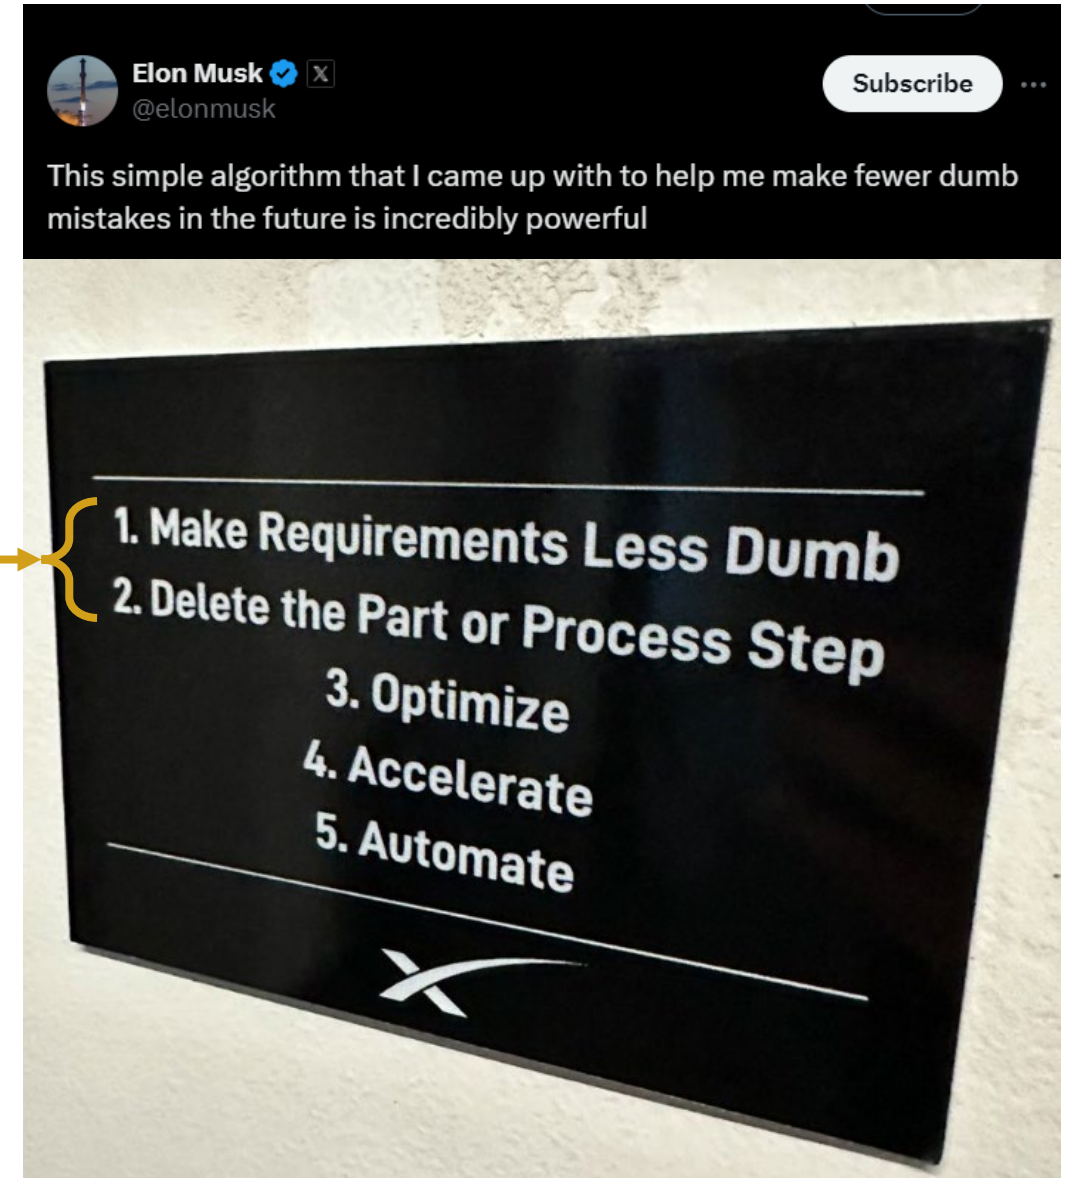 Elon Musk
@elonmusk
Subscribe
This simple algorithm that I came up with to help me make fewer dumb
mistakes in the future is incredibly powerful
1. Make Requirements Less Dumb
2. Delete the Part or Process Step
3. Optimize
4. Accelerate
5. Automate